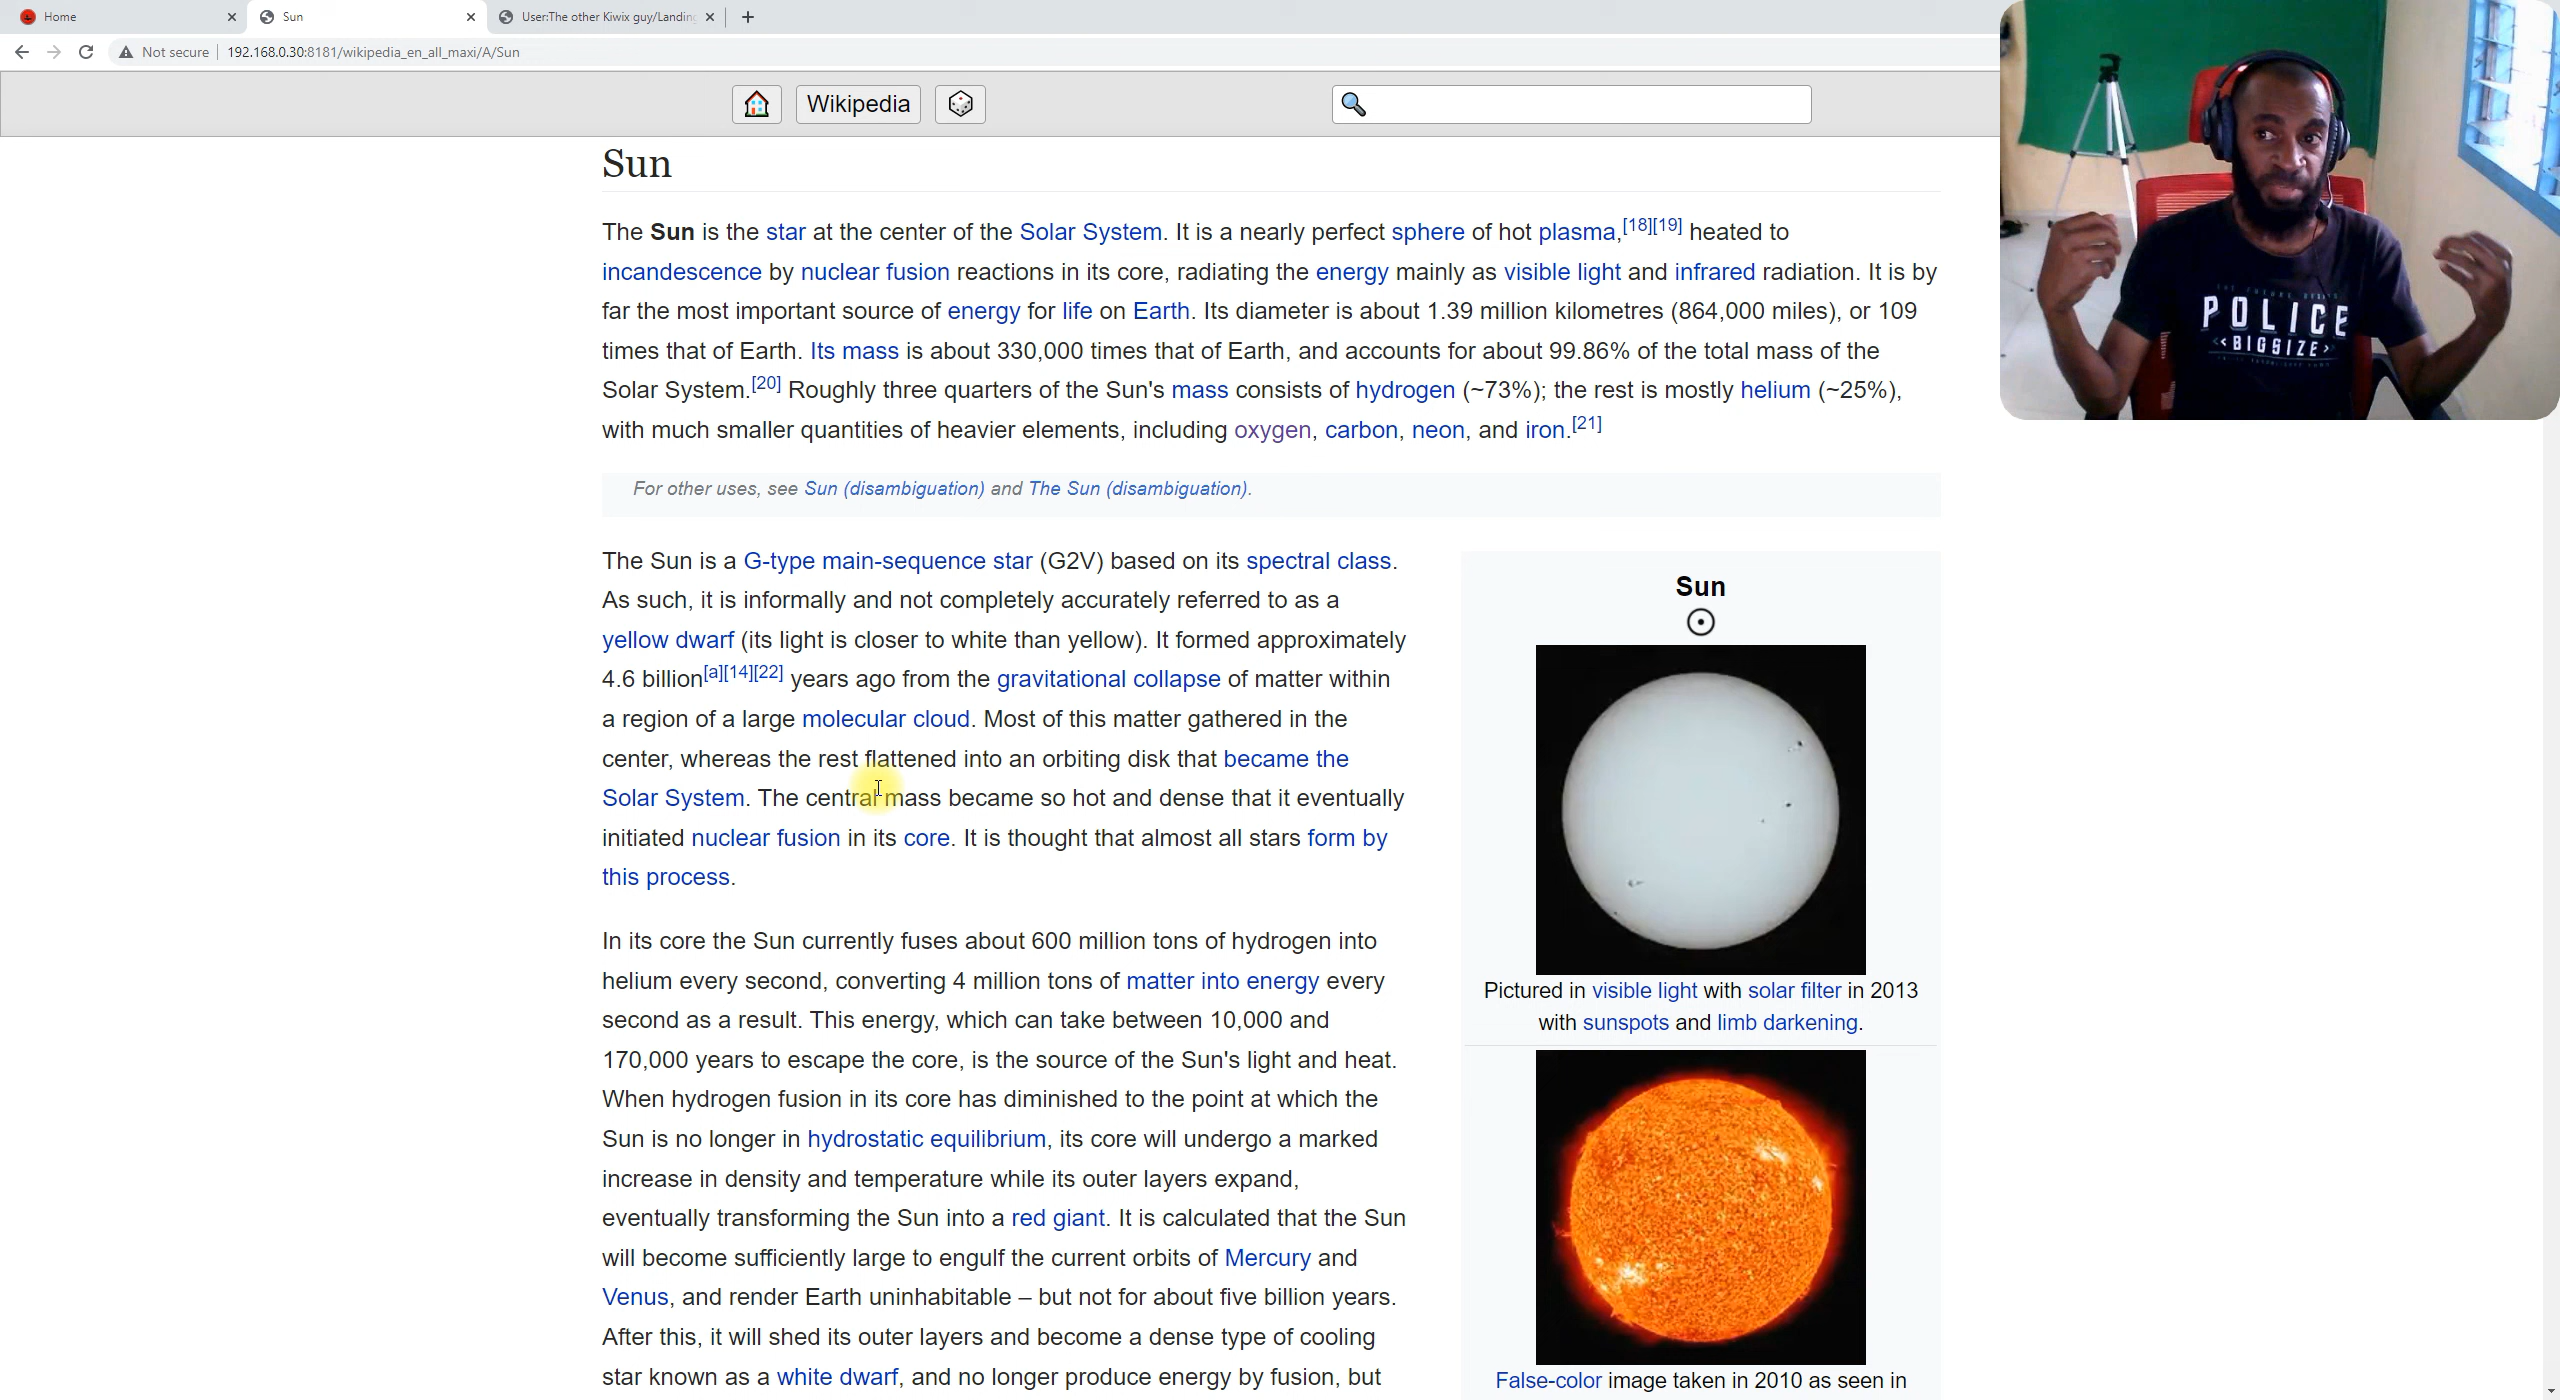 Home
Sun
User:The other Kiwix guy/Landing
Not secure
192.168.0.30:8181/wikipedia_en_all_maxi/A/Sun
Wikipedia
Sun
The Sun is the star at the center of the Solar System. It is a nearly perfect sphere of hot plasma,[18][19] heated to
incandescence by nuclear fusion reactions in its core, radiating the energy mainly as visible light and infrared radiation. It is by
far the most important source of energy for life on Earth. Its diameter is about 1.39 million kilometres (864,000 miles), or 109
times that of Earth. Its mass is about 330,000 times that of Earth, and accounts for about 99.86% of the total mass of the
Solar System.[20] Roughly three quarters of the Sun's mass consists of hydrogen (~73%); the rest is mostly helium (~25%),
with much smaller quantities of heavier elements, including oxygen, carbon, neon, and iron.[21]
For other uses, see Sun (disambiguation) and The Sun (disambiguation).
The Sun is a G-type main-sequence star (G2V) based on its spectral class.
As such, it is informally and not completely accurately referred to as a
yellow dwarf (its light is closer to white than yellow). It formed approximately
4.6 billion[a][14][22] years ago from the gravitational collapse of matter within
a region of a large molecular cloud. Most of this matter gathered in the
center, whereas the rest flattened into an orbiting disk that became the
Solar System. The central mass became so hot and dense that it eventually
initiated nuclear fusion in its core. It is thought that almost all stars form by
this process.
In its core the Sun currently fuses about 600 million tons of hydrogen into
helium every second, converting 4 million tons of matter into energy every
second as a result. This energy, which can take between 10,000 and
170,000 years to escape the core, is the source of the Sun's light and heat.
When hydrogen fusion in its core has diminished to the point at which the
Sun is no longer in hydrostatic equilibrium, its core will undergo a marked
increase in density and temperature while its outer layers expand,
eventually transforming the Sun into a red giant. It is calculated that the Sun
will become sufficiently large to engulf the current orbits of Mercury and
Venus, and render Earth uninhabitable – but not for about five billion years.
After this, it will shed its outer layers and become a dense type of cooling
star known as a white dwarf, and no longer produce energy by fusion, but
Sun
Pictured in visible light with solar filter in 2013
with sunspots and limb darkening.
False-color image taken in 2010 as seen in
POLICE
BIGSIZE